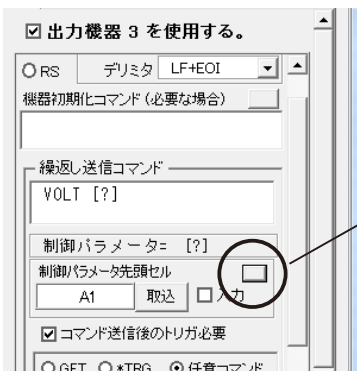 出力機器 3 を使用する。
RS デリミタ LF+EOI
機器初期化コマンド (必要な場合)
繰返し送信コマンド
VOLT [?]
制御パラメータ= [?]
制御パラメータ先頭セル
A1 取込 入力
コマンド送信後のトリガ必要
GET *TRG 任意コマンド